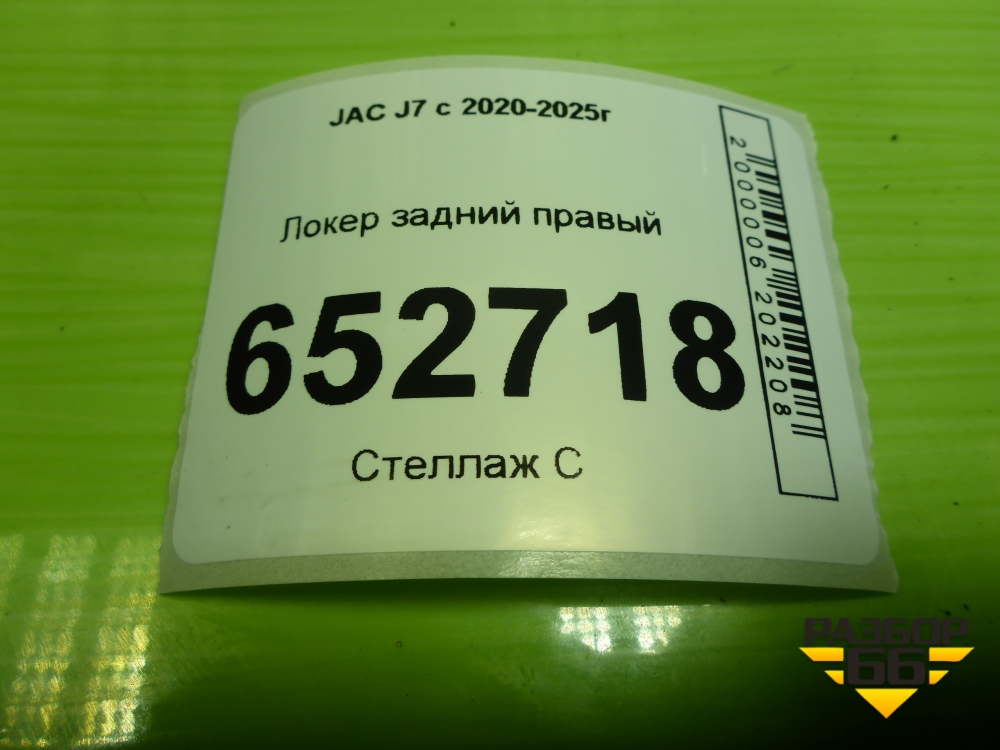 JAC J7 с 2020-2025г
Локер задний правый
652718
Стеллаж С
2000006202208
РАЗБОР
66